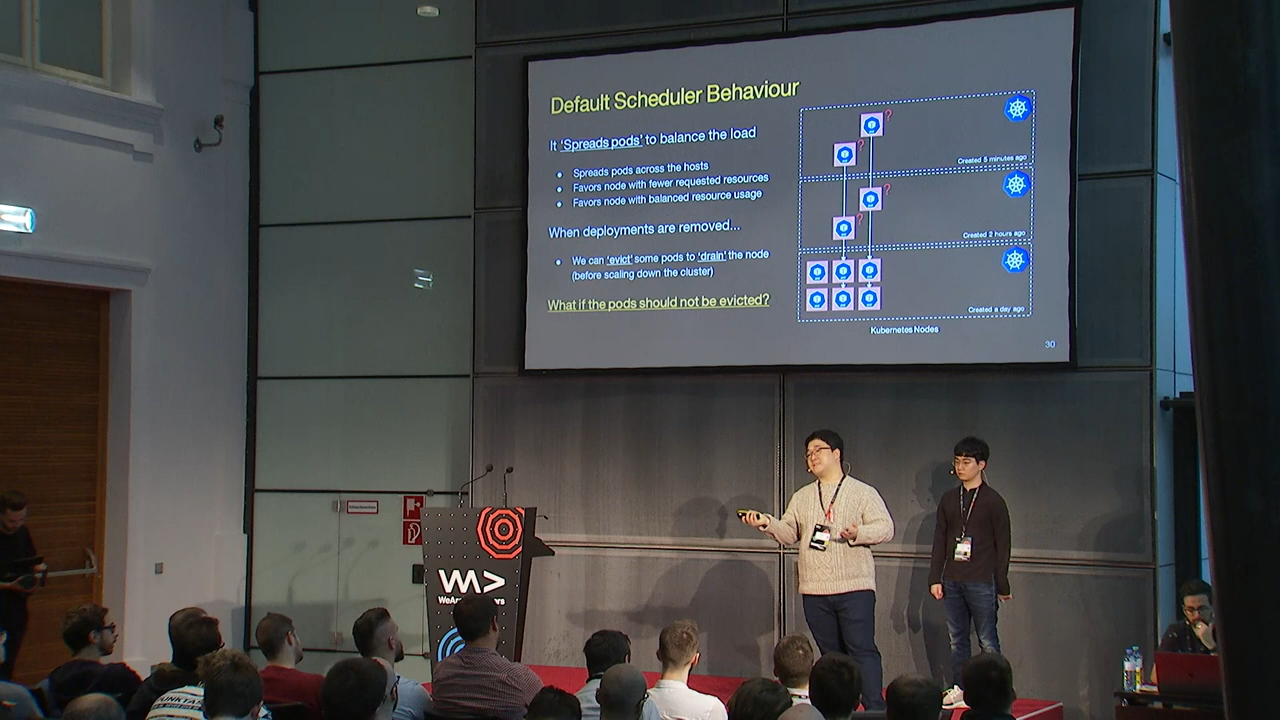 Default Scheduler Behaviour
It 'Spreads pods' to balance the load
● Spreads pods across the hosts
● Favors node with fewer requested resources
● Favors node with balanced resource usage
When deployments are removed...
● We can 'evict' some pods to 'drain' the node
(before scaling down the cluster)
What if the pods should not be evicted?
?
?
Created 5 minutes ago
?
?
Created 2 hours ago
Created a day ago
Kubernetes Nodes
30